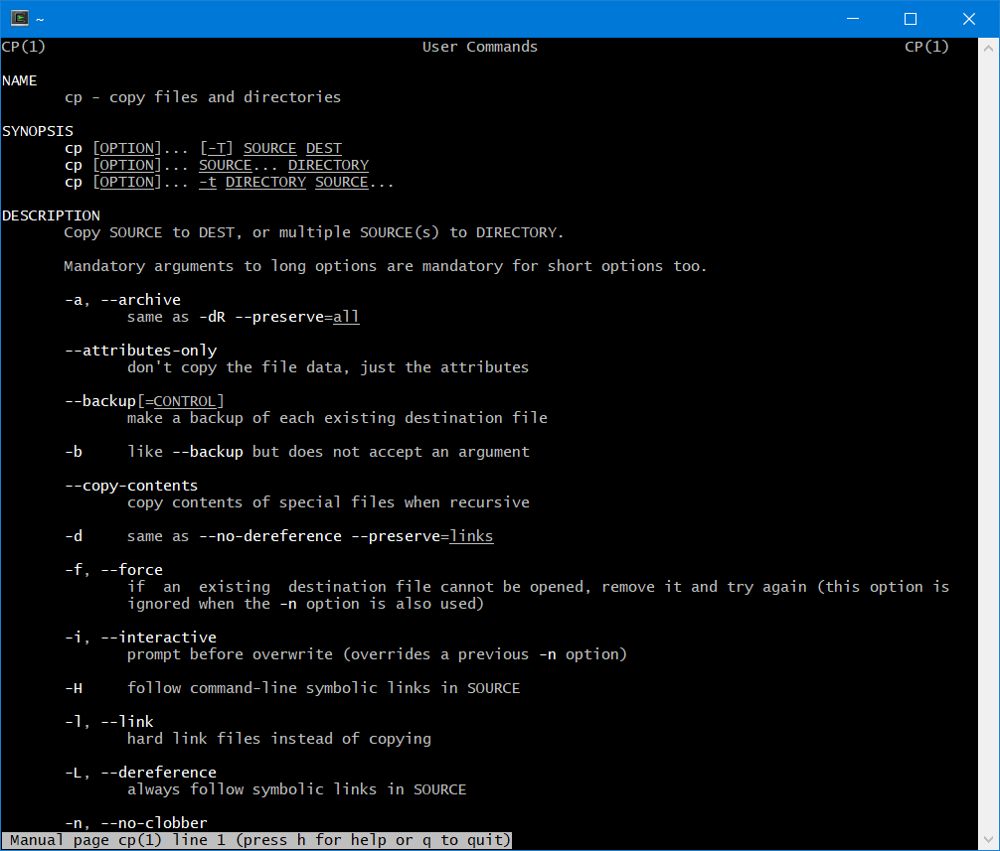 ~
CP(1) User Commands CP(1)
NAME
cp - copy files and directories
SYNOPSIS
cp [OPTION]... [-T] SOURCE DEST
cp [OPTION]... SOURCE... DIRECTORY
cp [OPTION]... -t DIRECTORY SOURCE...
DESCRIPTION
Copy SOURCE to DEST, or multiple SOURCE(s) to DIRECTORY.
Mandatory arguments to long options are mandatory for short options too.
-a, --archive
same as -dR --preserve=all
--attributes-only
don't copy the file data, just the attributes
--backup[=CONTROL]
make a backup of each existing destination file
-b like --backup but does not accept an argument
--copy-contents
copy contents of special files when recursive
-d same as --no-dereference --preserve=links
-f, --force
if an existing destination file cannot be opened, remove it and try again (this option is
ignored when the -n option is also used)
-i, --interactive
prompt before overwrite (overrides a previous -n option)
-H follow command-line symbolic links in SOURCE
-l, --link
hard link files instead of copying
-L, --dereference
always follow symbolic links in SOURCE
-n, --no-clobber
Manual page cp(1) line 1 (press h for help or q to quit)